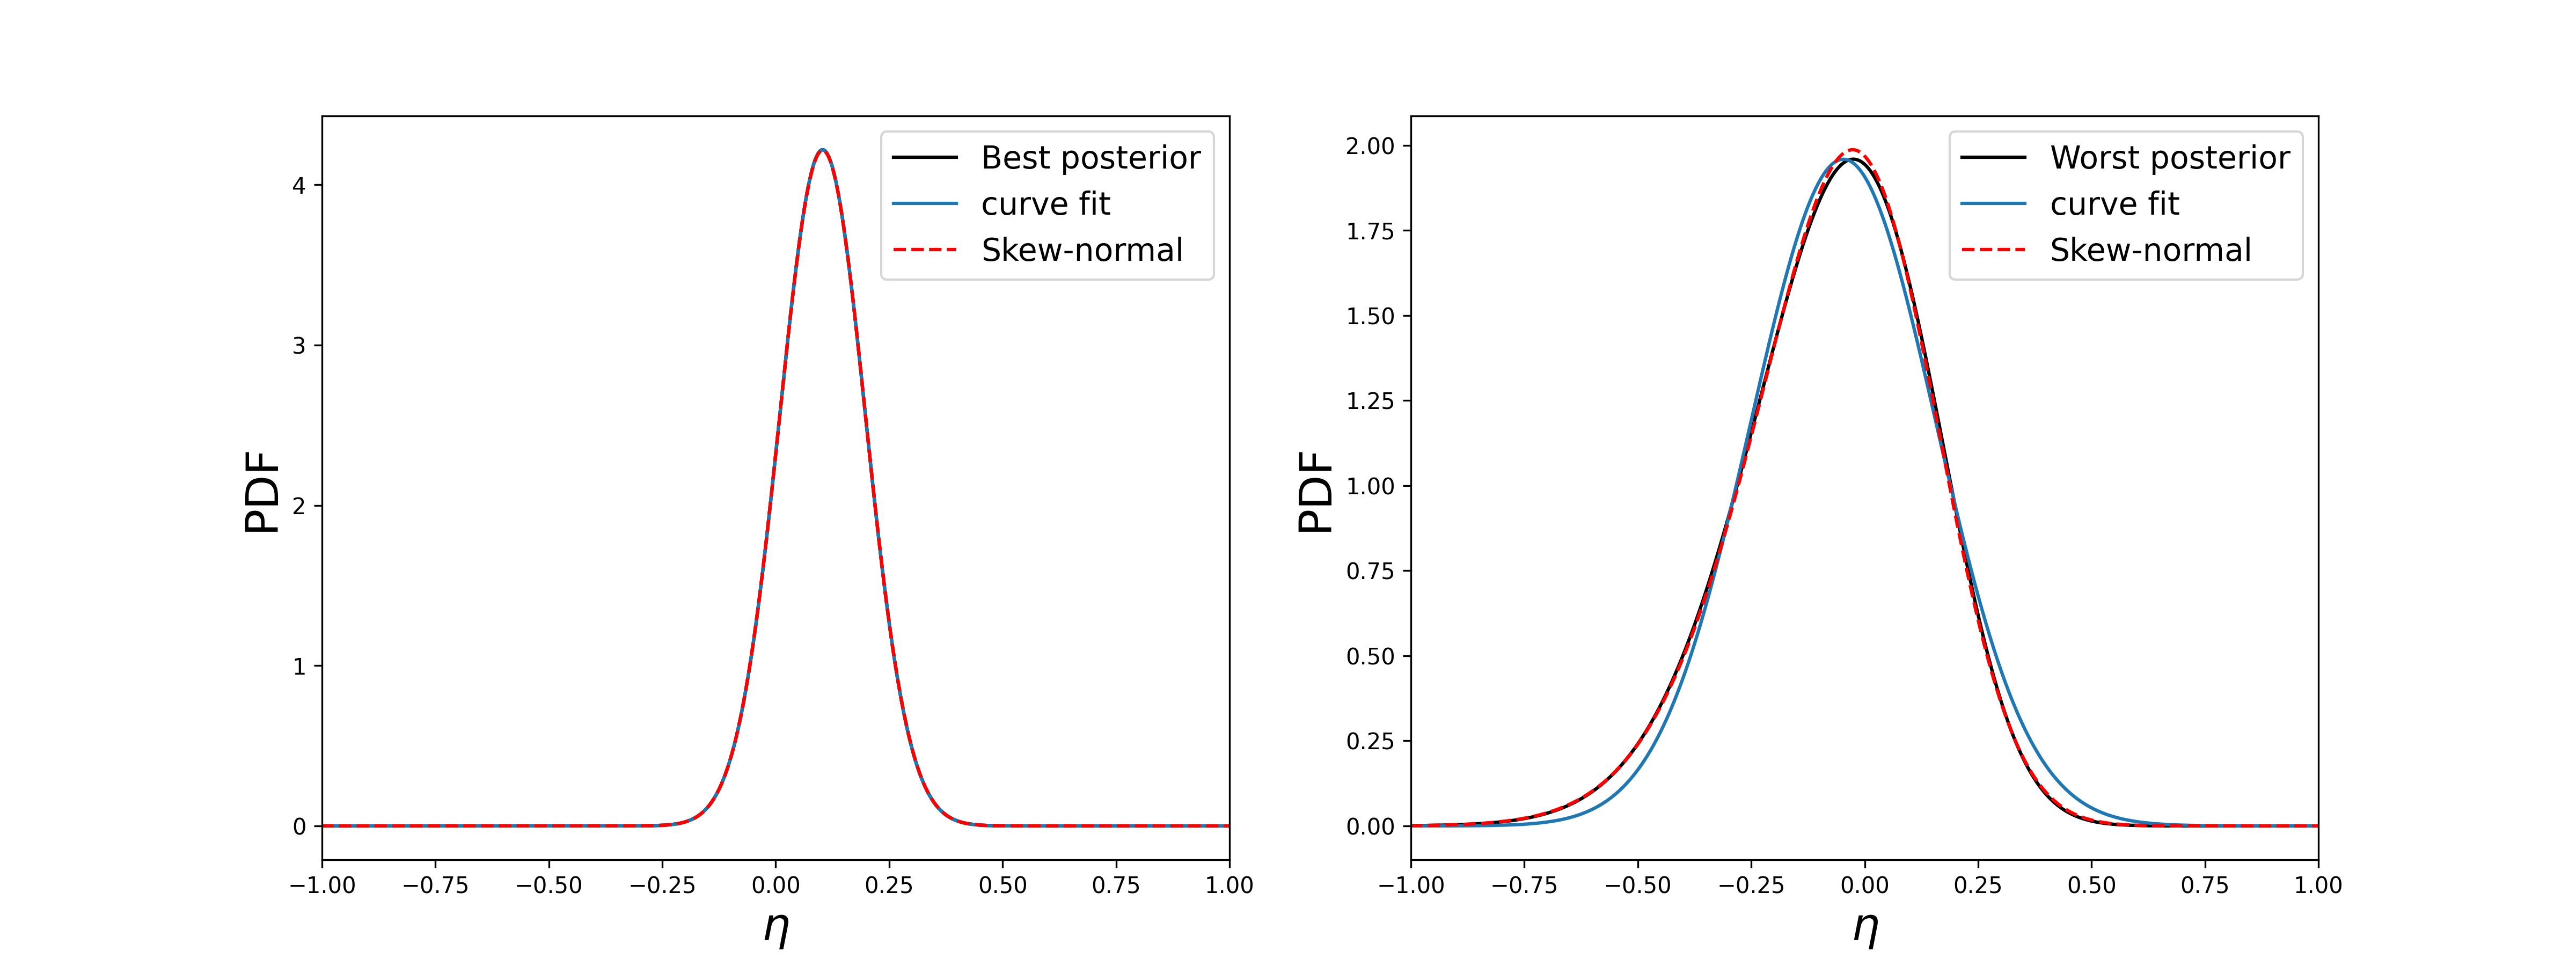 Best posterior
curve fit
Skew-normal
PDF
4
3
2
1
0
−1.00 −0.75 −0.50 −0.25 0.00 0.25 0.50 0.75 1.00
η
Worst posterior
curve fit
Skew-normal
PDF
2.00
1.75
1.50
1.25
1.00
0.75
0.50
0.25
0.00
−1.00 −0.75 −0.50 −0.25 0.00 0.25 0.50 0.75 1.00
η